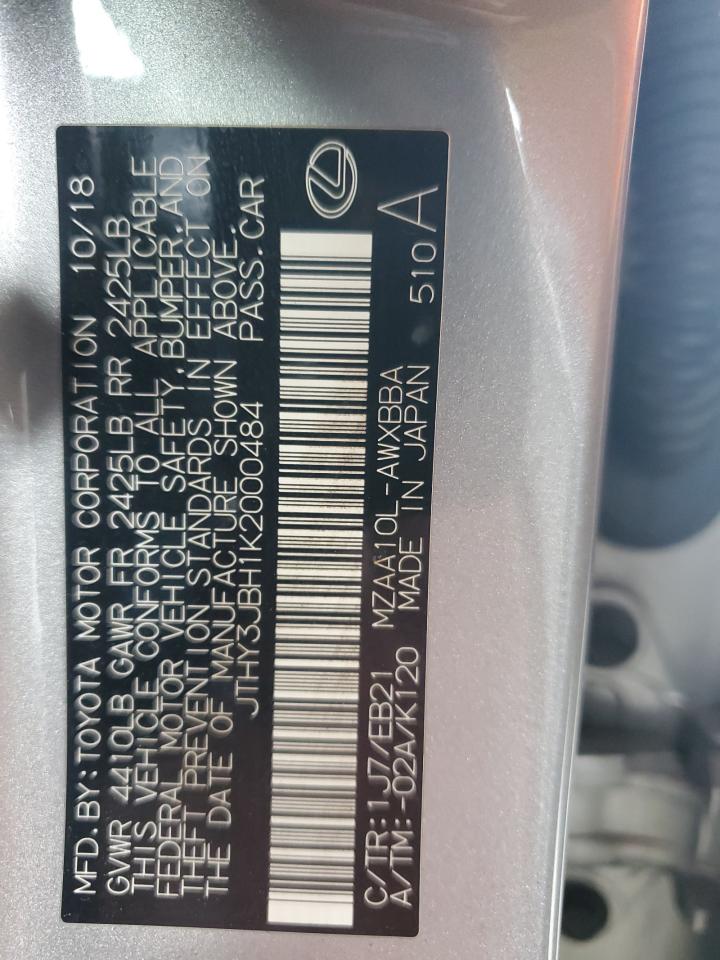 MFD. BY: TOYOTA MOTOR CORPORATION 10/18
GVWR 4410LB GAWR FR 2425LB RR 2425LB
THIS VEHICLE CONFORMS TO ALL APPLICABLE
FEDERAL MOTOR VEHICLE SAFETY, BUMPER, AND
THEFT PREVENTION STANDARDS IN EFFECT ON
THE DATE OF MANUFACTURE SHOWN ABOVE.
JTHY3JBH1K2000484 PASS. CAR
C/TR: 1J7/EB21 MZAA10L-AWXBBA 510 A
A/TM: -02A/K120 MADE IN JAPAN